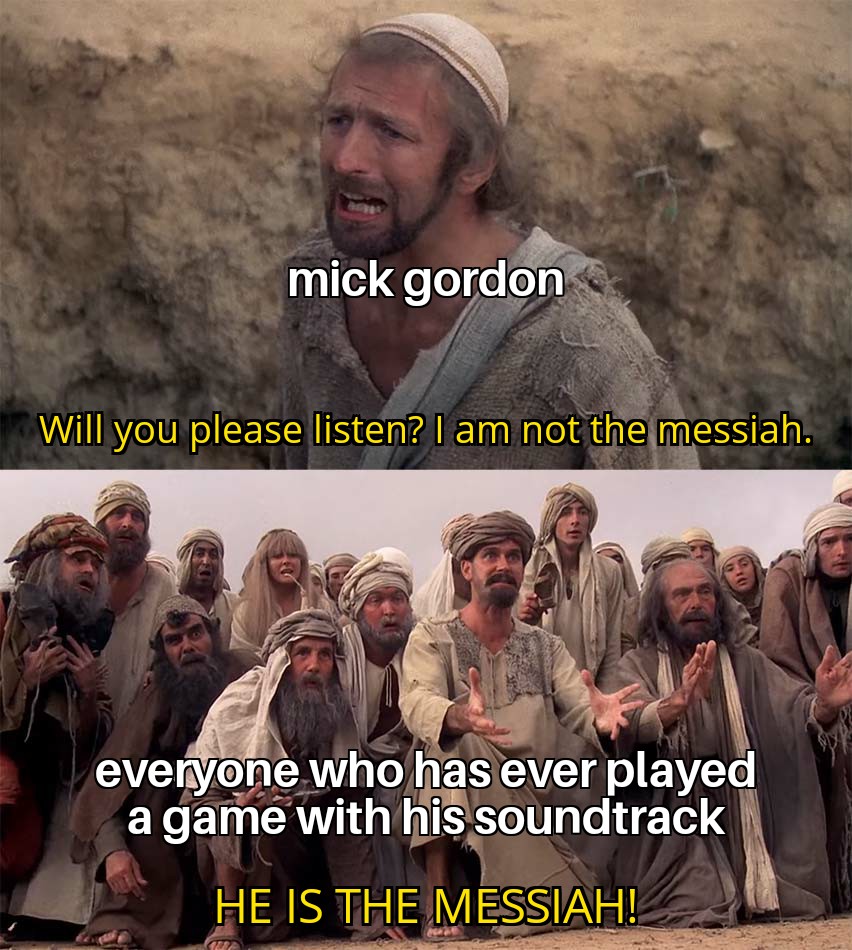 mick gordon
Will you please listen? I am not the messiah.
everyone who has ever played
a game with his soundtrack
HE IS THE MESSIAH!